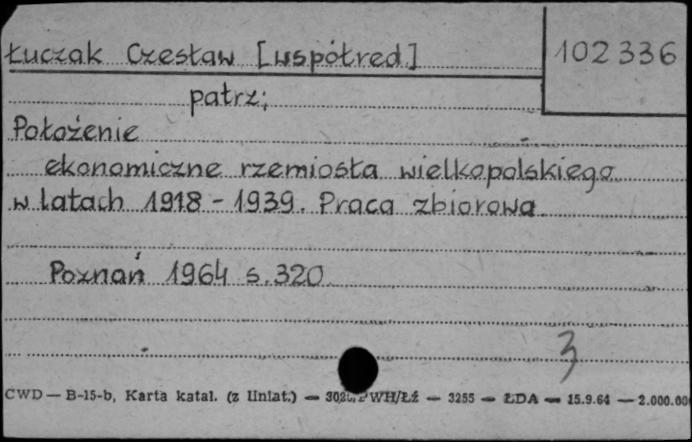 Łuczak Czesław [współred.]
102336
patrz:
Położenie
ekonomiczne rzemiosła wielkopolskiego
w latach 1918 - 1939. Praca zbiorowa
Poznań 1964 s. 320
3
CWD — B-15-b, Karta katal. (z liniat.) — WH/Łź — 3255 — ŁDA — 15.9.64 — 2.000.00